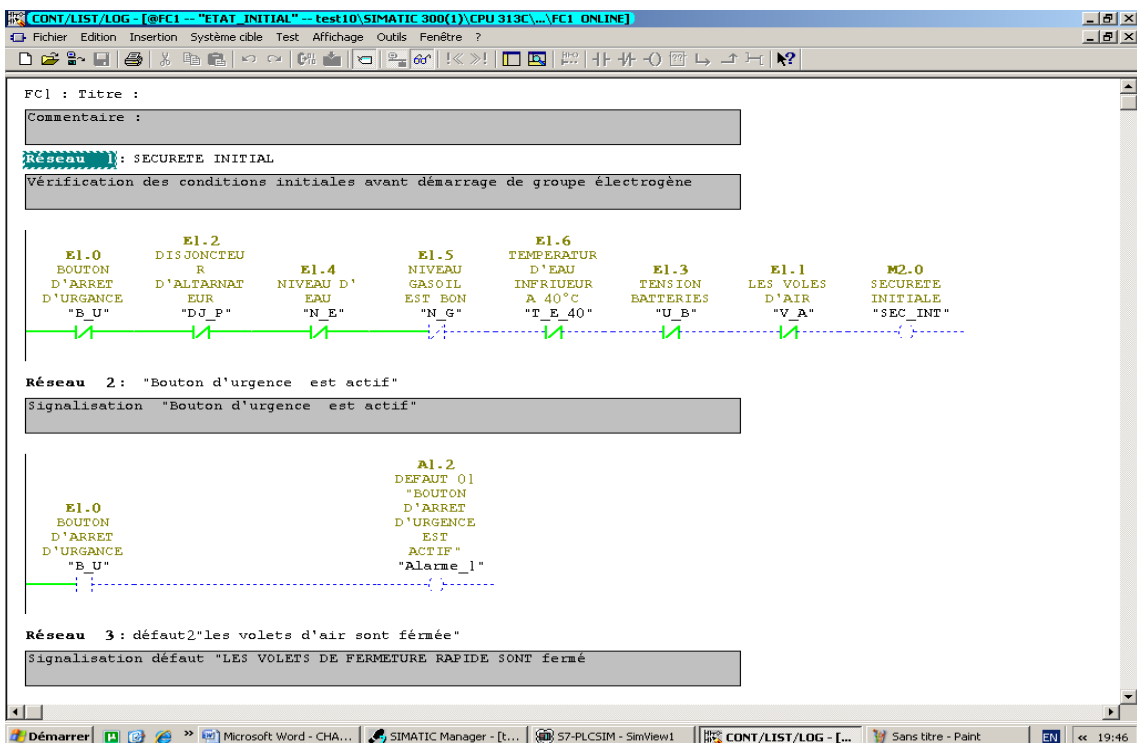 CONT/LIST/LOG - [@FC1 -- "ETAT_INITIAL" -- test10\SIMATIC 300(1)\CPU 313C\...\FC1 ONLINE]
Fichier Edition Insertion Système cible Test Affichage Outils Fenêtre ?
FC1 : Titre :
Commentaire :
Réseau 1: SECURETE INITIAL
Vérification des conditions initiales avant démarrage de groupe électrogène
E1.0
BOUTON
D'ARRET
D'URGANCE
"B_U"
E1.2
DISJONCTEU
R
D'ALTARNAT
EUR
"DJ_P"
E1.4
NIVEAU D'
EAU
"N_E"
E1.5
NIVEAU
GASOIL
EST BON
"N_G"
E1.6
TEMPERATUR
D'EAU
INFRIUEUR
A 40°C
"T_E_40"
E1.3
TENSION
BATTERIES
"U_B"
E1.1
LES VOLES
D'AIR
"V_A"
M2.0
SECURETE
INITIALE
"SEC_INT"
Réseau 2: "Bouton d'urgence est actif"
Signalisation "Bouton d'urgence est actif"
E1.0
BOUTON
D'ARRET
D'URGANCE
"B_U"
A1.2
DEFAUT 01
"BOUTON
D'ARRET
D'URGENCE
EST
ACTIF"
"Alarme_1"
Réseau 3: défaut2"les volets d'air sont férmée"
Signalisation défaut "LES VOLETS DE FERMETURE RAPIDE SONT fermé
Démarrer » Microsoft Word - CHA... SIMATIC Manager - [t... S7-PLCSIM - SimView1 CONT/LIST/LOG - [... Sans titre - Paint EN « 19:46